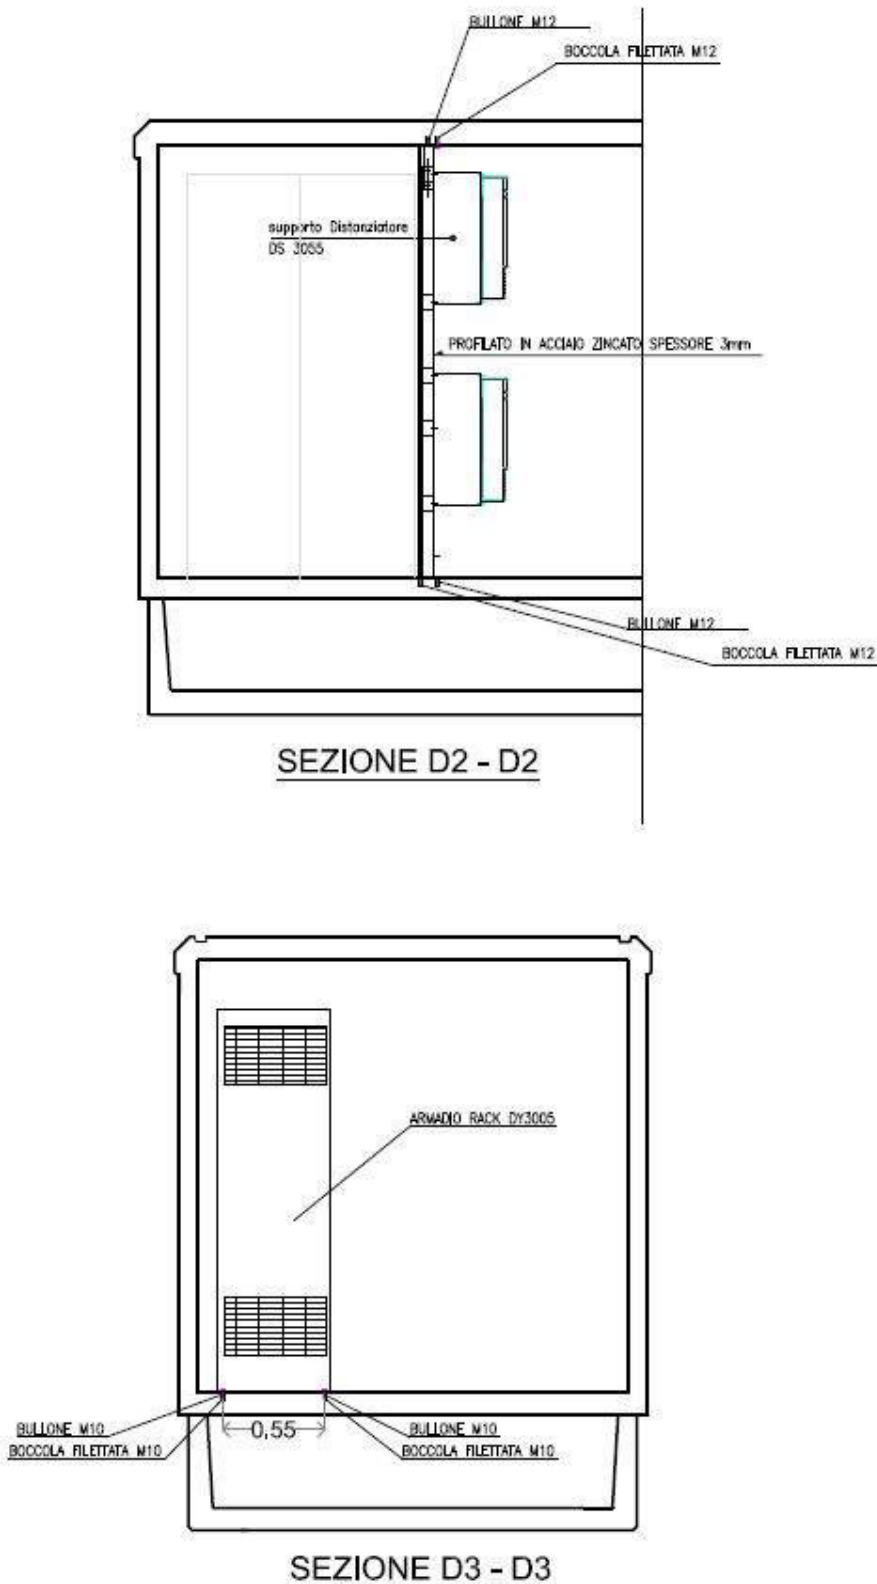 BULLONE M12
BOCCOLA FILETTATA M12
supporto Distanziatore
DS 3055
PROFILATO IN ACCIAIO ZINCATO SPESSORE 3mm
BULLONE M12
BOCCOLA FILETTATA M12
SEZIONE D2 - D2
ARMADIO RACK DY3005
BULLONE M10
BOCCOLA FILETTATA M10
0,55
BULLONE M10
BOCCOLA FILETTATA M10
SEZIONE D3 - D3